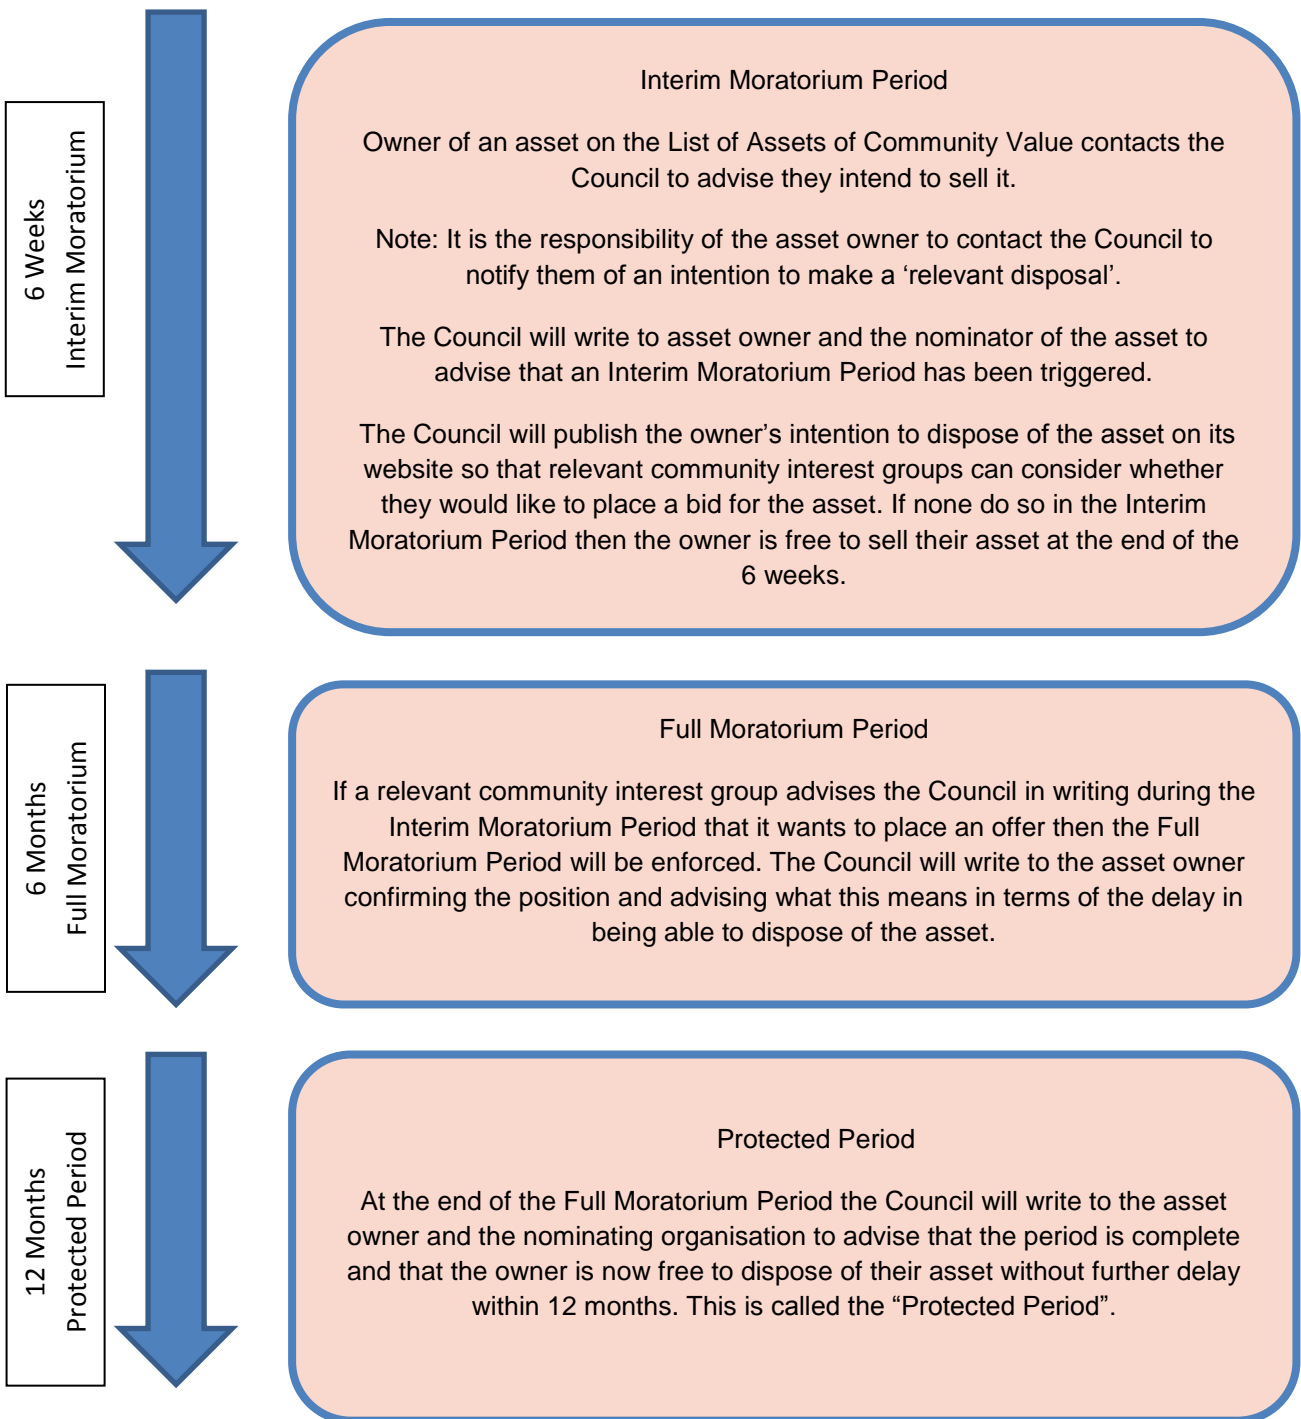 6 Weeks
Interim Moratorium
Interim Moratorium Period
Owner of an asset on the List of Assets of Community Value contacts the
Council to advise they intend to sell it.
Note: It is the responsibility of the asset owner to contact the Council to
notify them of an intention to make a ‘relevant disposal’.
The Council will write to asset owner and the nominator of the asset to
advise that an Interim Moratorium Period has been triggered.
The Council will publish the owner’s intention to dispose of the asset on its
website so that relevant community interest groups can consider whether
they would like to place a bid for the asset. If none do so in the Interim
Moratorium Period then the owner is free to sell their asset at the end of the
6 weeks.
6 Months
Full Moratorium
Full Moratorium Period
If a relevant community interest group advises the Council in writing during the
Interim Moratorium Period that it wants to place an offer then the Full
Moratorium Period will be enforced. The Council will write to the asset owner
confirming the position and advising what this means in terms of the delay in
being able to dispose of the asset.
12 Months
Protected Period
Protected Period
At the end of the Full Moratorium Period the Council will write to the asset
owner and the nominating organisation to advise that the period is complete
and that the owner is now free to dispose of their asset without further delay
within 12 months. This is called the “Protected Period”.